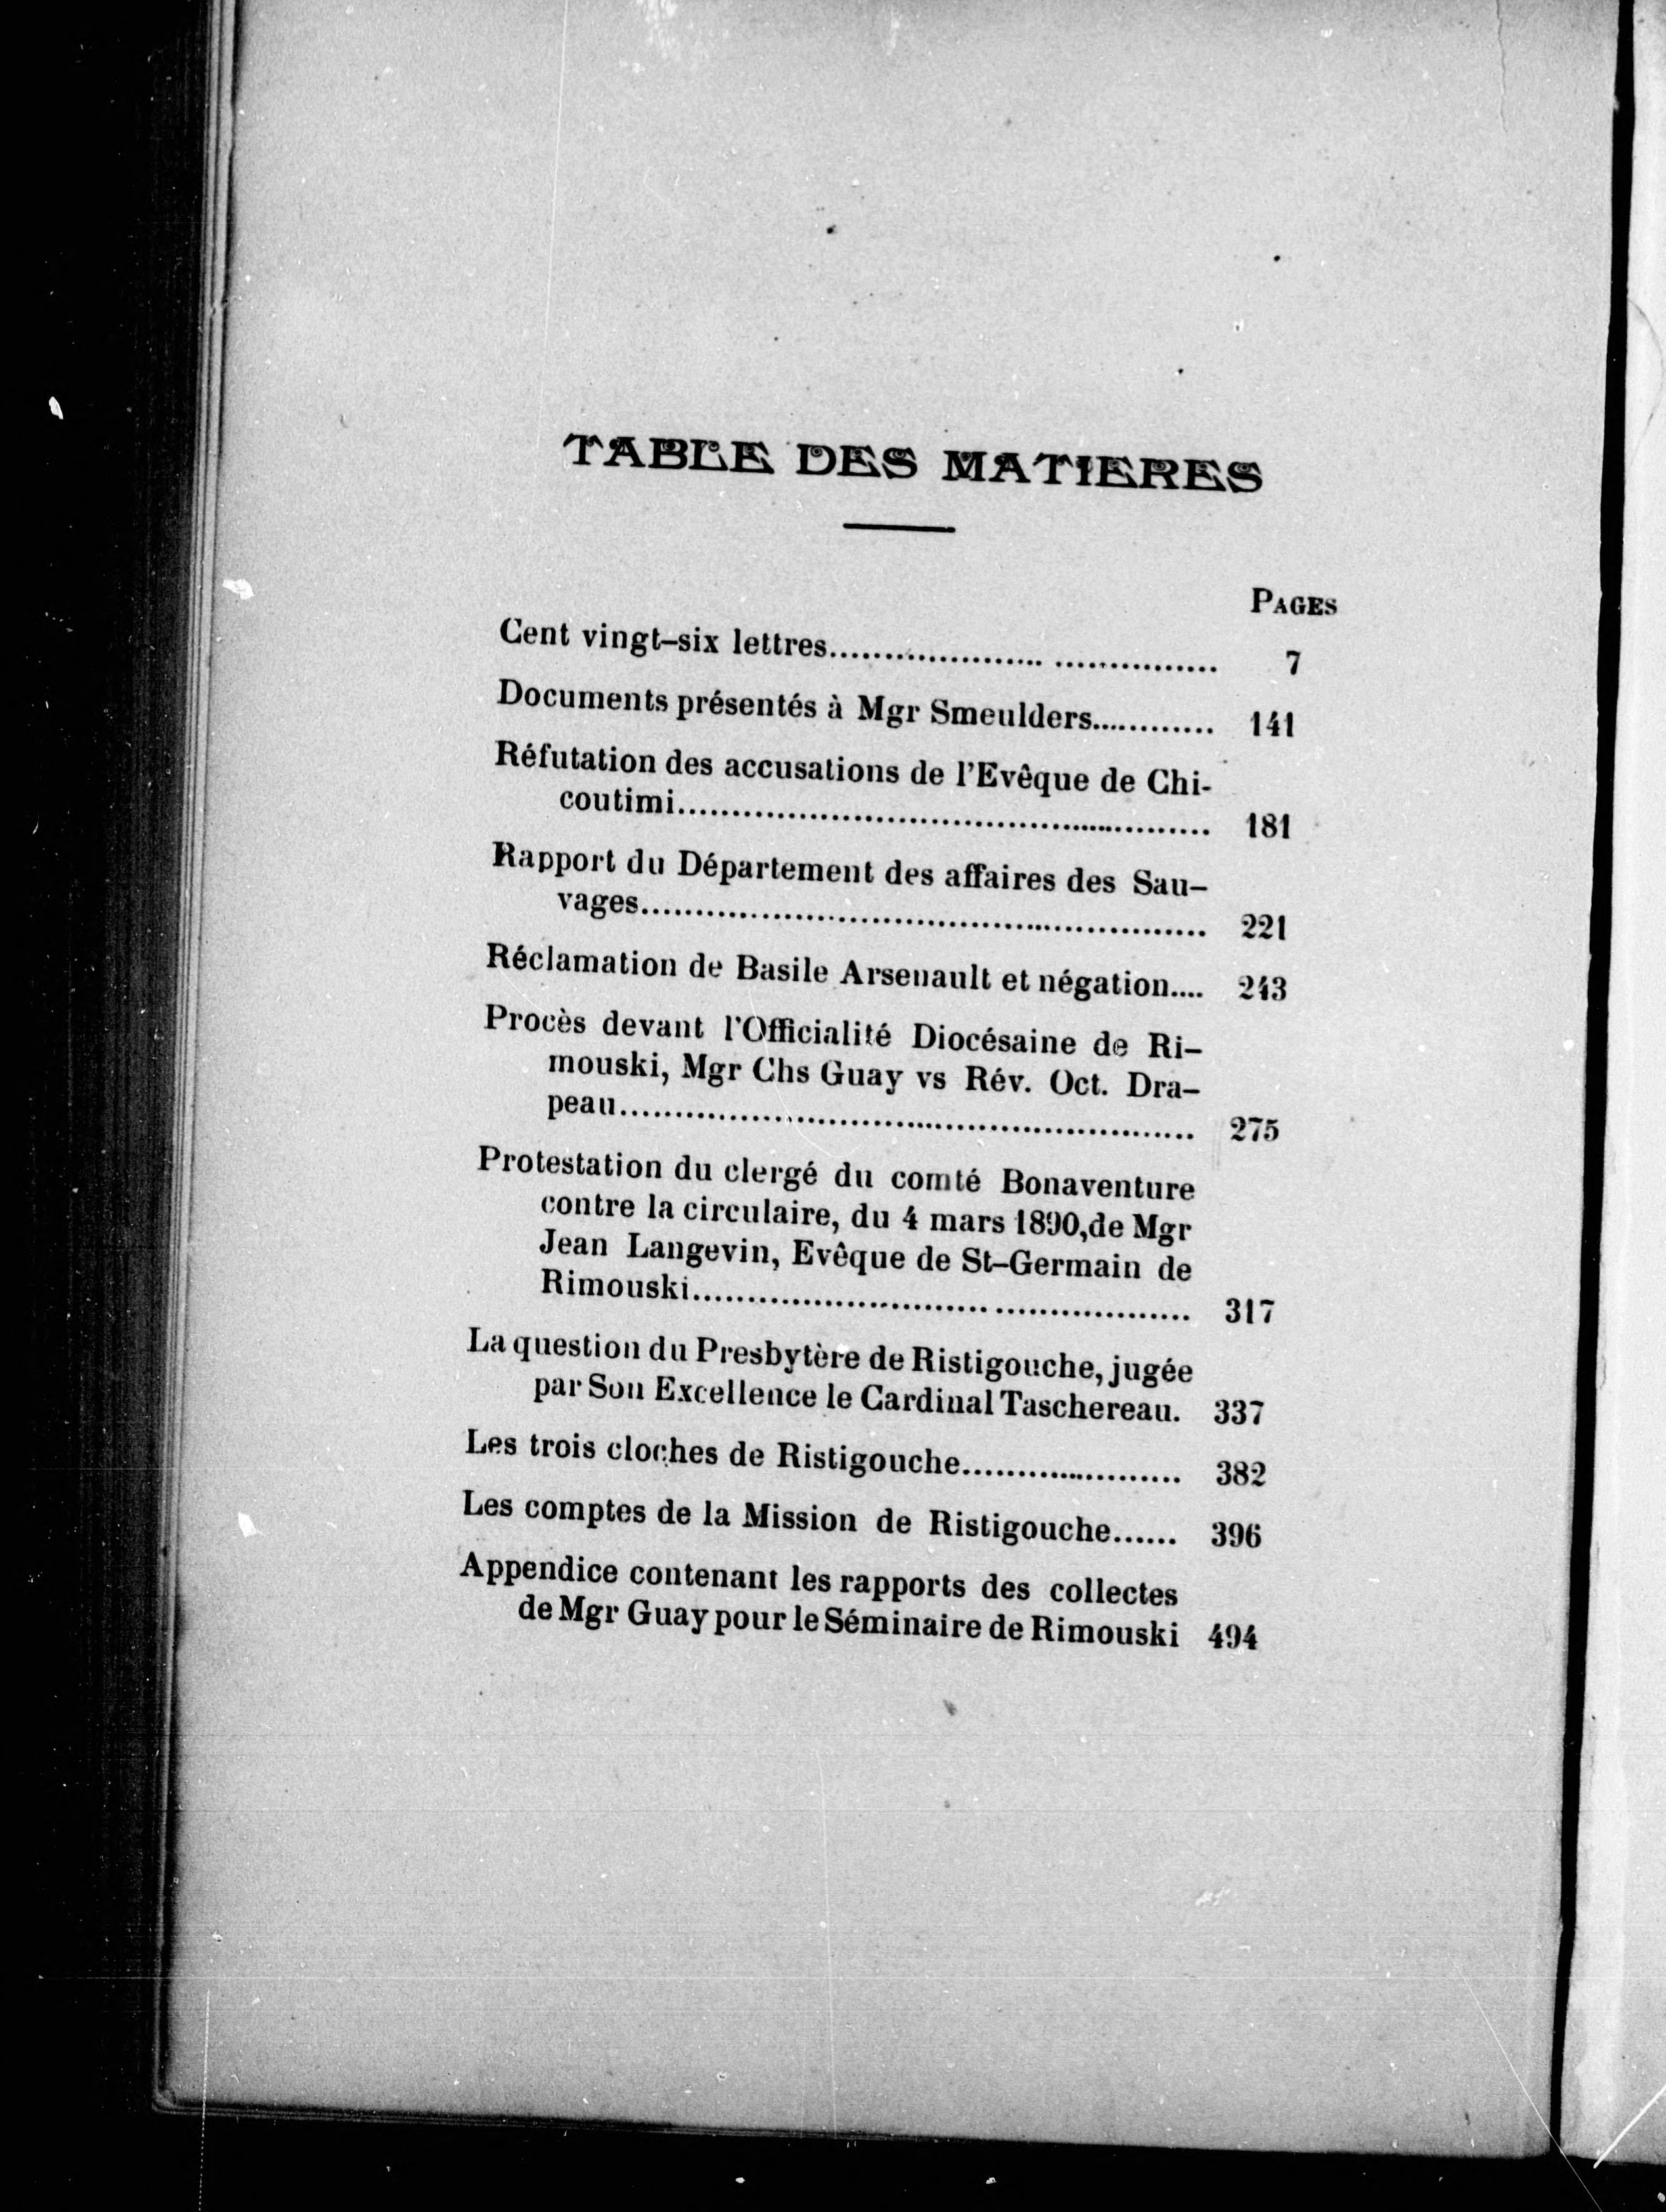 TABLE DES MATIERES
PAGES
Cent vingt-six lettres..................... ............... 7
Documents présentés à Mgr Smeulders............ 141
Réfutation des accusations de l'Evêque de Chi-
coutimi.................................................. 181
Rapport du Département des affaires des Sau-
vages..................................................... 221
Réclamation de Basile Arsenault et négation.... 243
Procès devant l'Officialité Diocésaine de Ri-
mouski, Mgr Chs Guay vs Rév. Oct. Dra-
peau..................................................... 275
Protestation du clergé du comté Bonaventure
contre la circulaire, du 4 mars 1890,de Mgr
Jean Langevin, Evêque de St-Germain de
Rimouski........................... .................. 317
La question du Presbytère de Ristigouche, jugée
par Son Excellence le Cardinal Taschereau. 337
Les trois cloches de Ristigouche..................... 382
Les comptes de la Mission de Ristigouche...... 396
Appendice contenant les rapports des collectes
de Mgr Guay pour le Séminaire de Rimouski 494